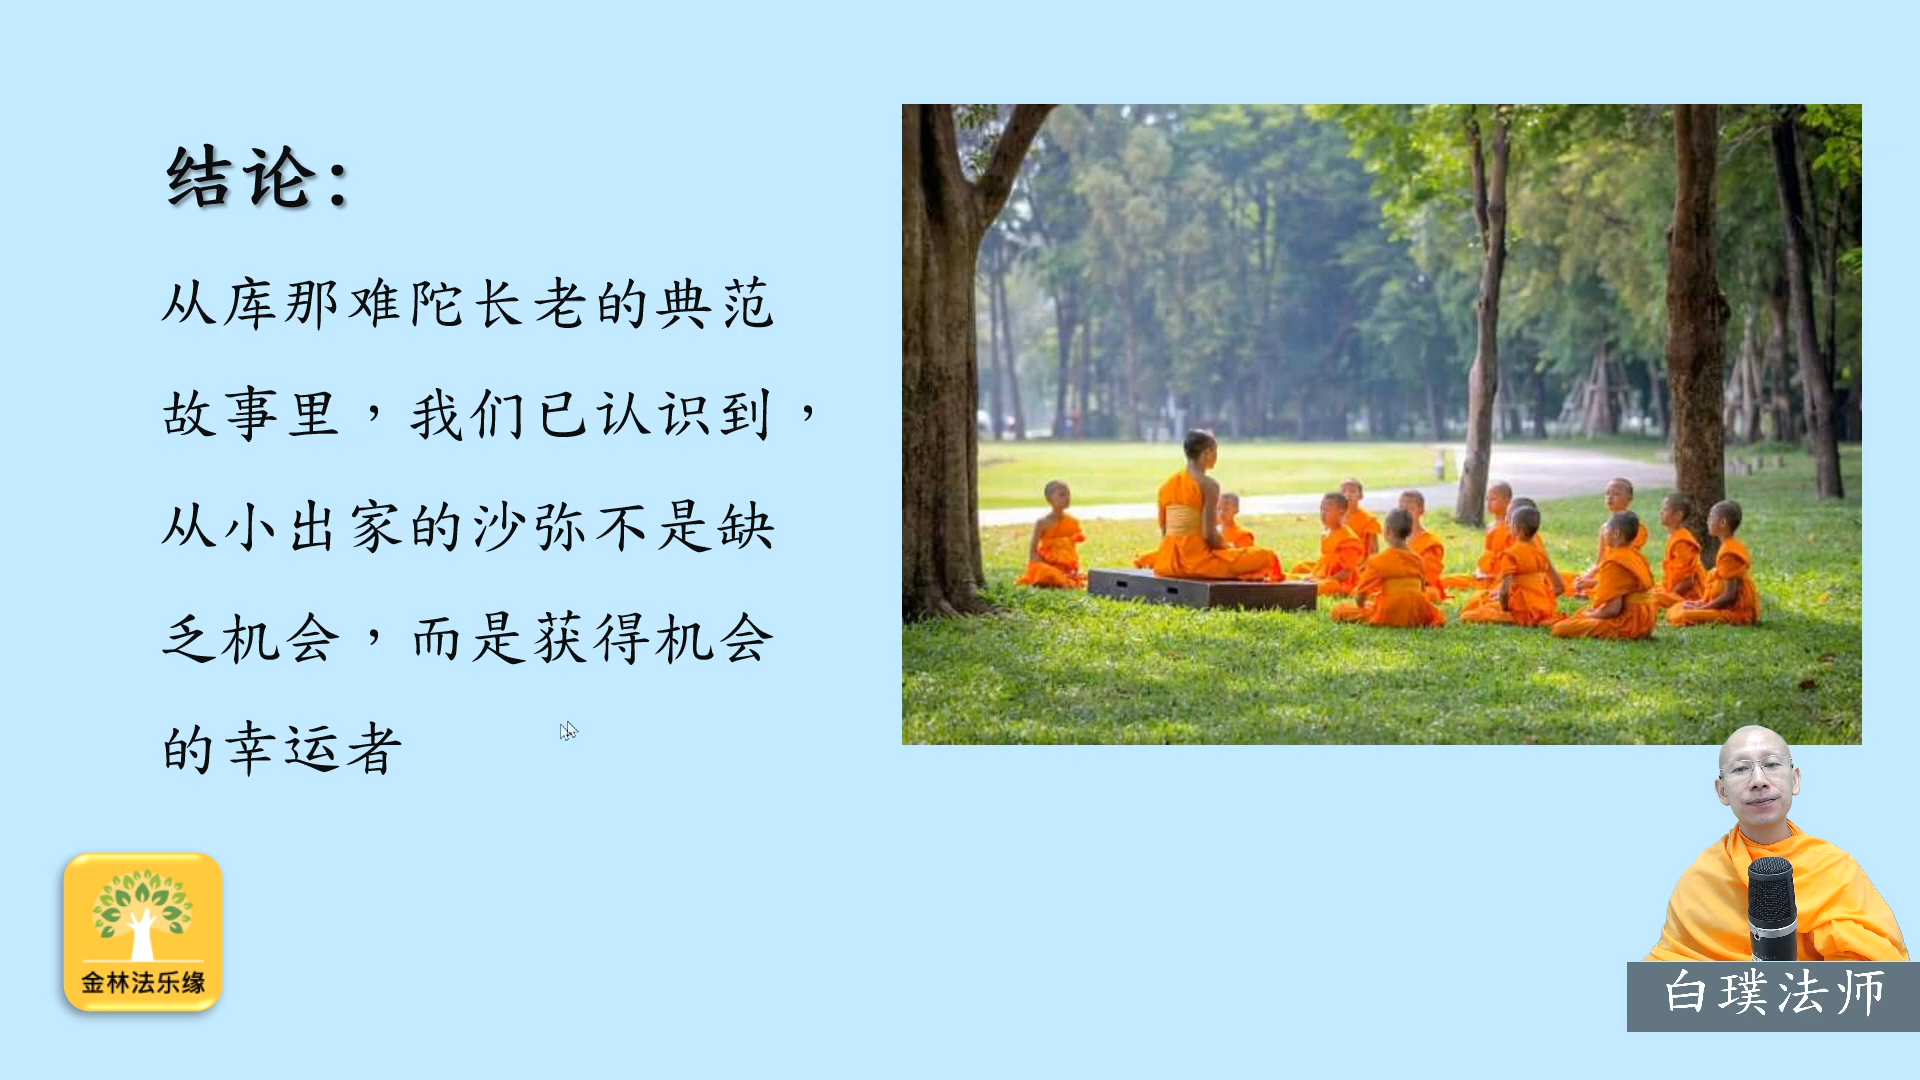 结论：
从库那难陀长老的典范
故事里，我们已认识到，
从小出家的沙弥不是缺
乏机会，而是获得机会
的幸运者
金林法乐缘
白璞法师